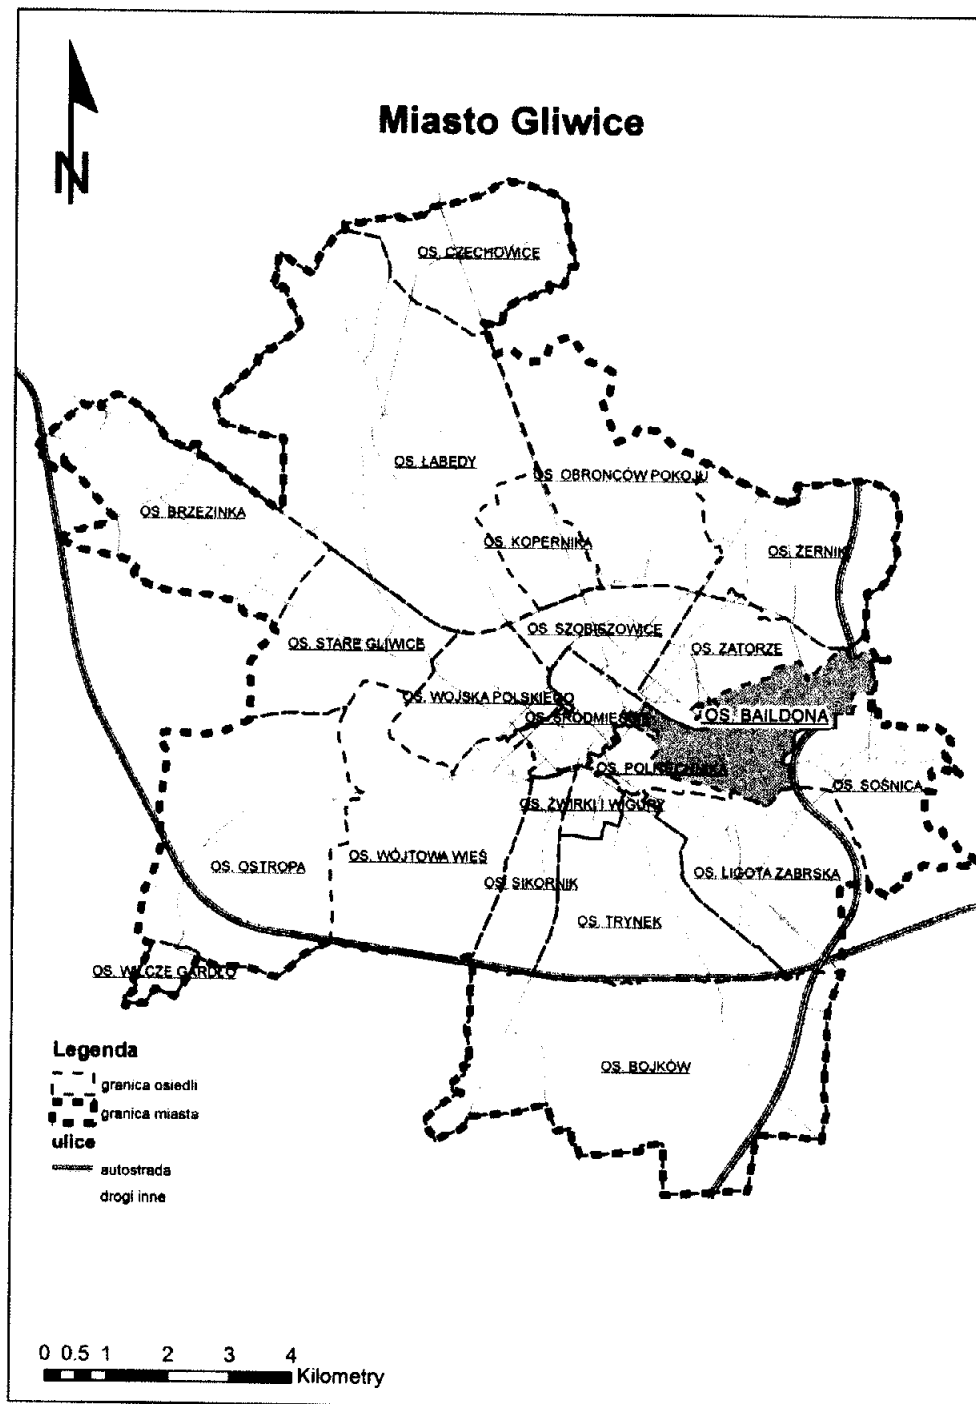 Miasto Gliwice
N
OS. CZECHOWICE
OS. ŁABĘDY
OS. OBROŃCÓW POKOJU
OS. BRZEZINKA
OS. KOPERNIKA
OS. ŻERNIKI
OS. SZOBISZOWICE
OS. STARE GLIWICE
OS. ZATORZE
OS. WOJSKA POLSKIEGO
OS. ŚRÓDMIEŚCIE
OS. BAILDONA
OS. POLITECHNIKA
OS. SOŚNICA
OS. ŻWIRKI I WIGURY
OS. WÓJTOWA WIEŚ
OS. OSTROPA
OS. SIKORNIK
OS. LIGOTA ZABRSKA
OS. TRYNEK
OS. WILCZE GARDŁO
OS. BOJKÓW
Legenda
granica osiedli
granica miasta
ulice
autostrada
drogi inne
0 0.5 1 2 3 4
Kilometry